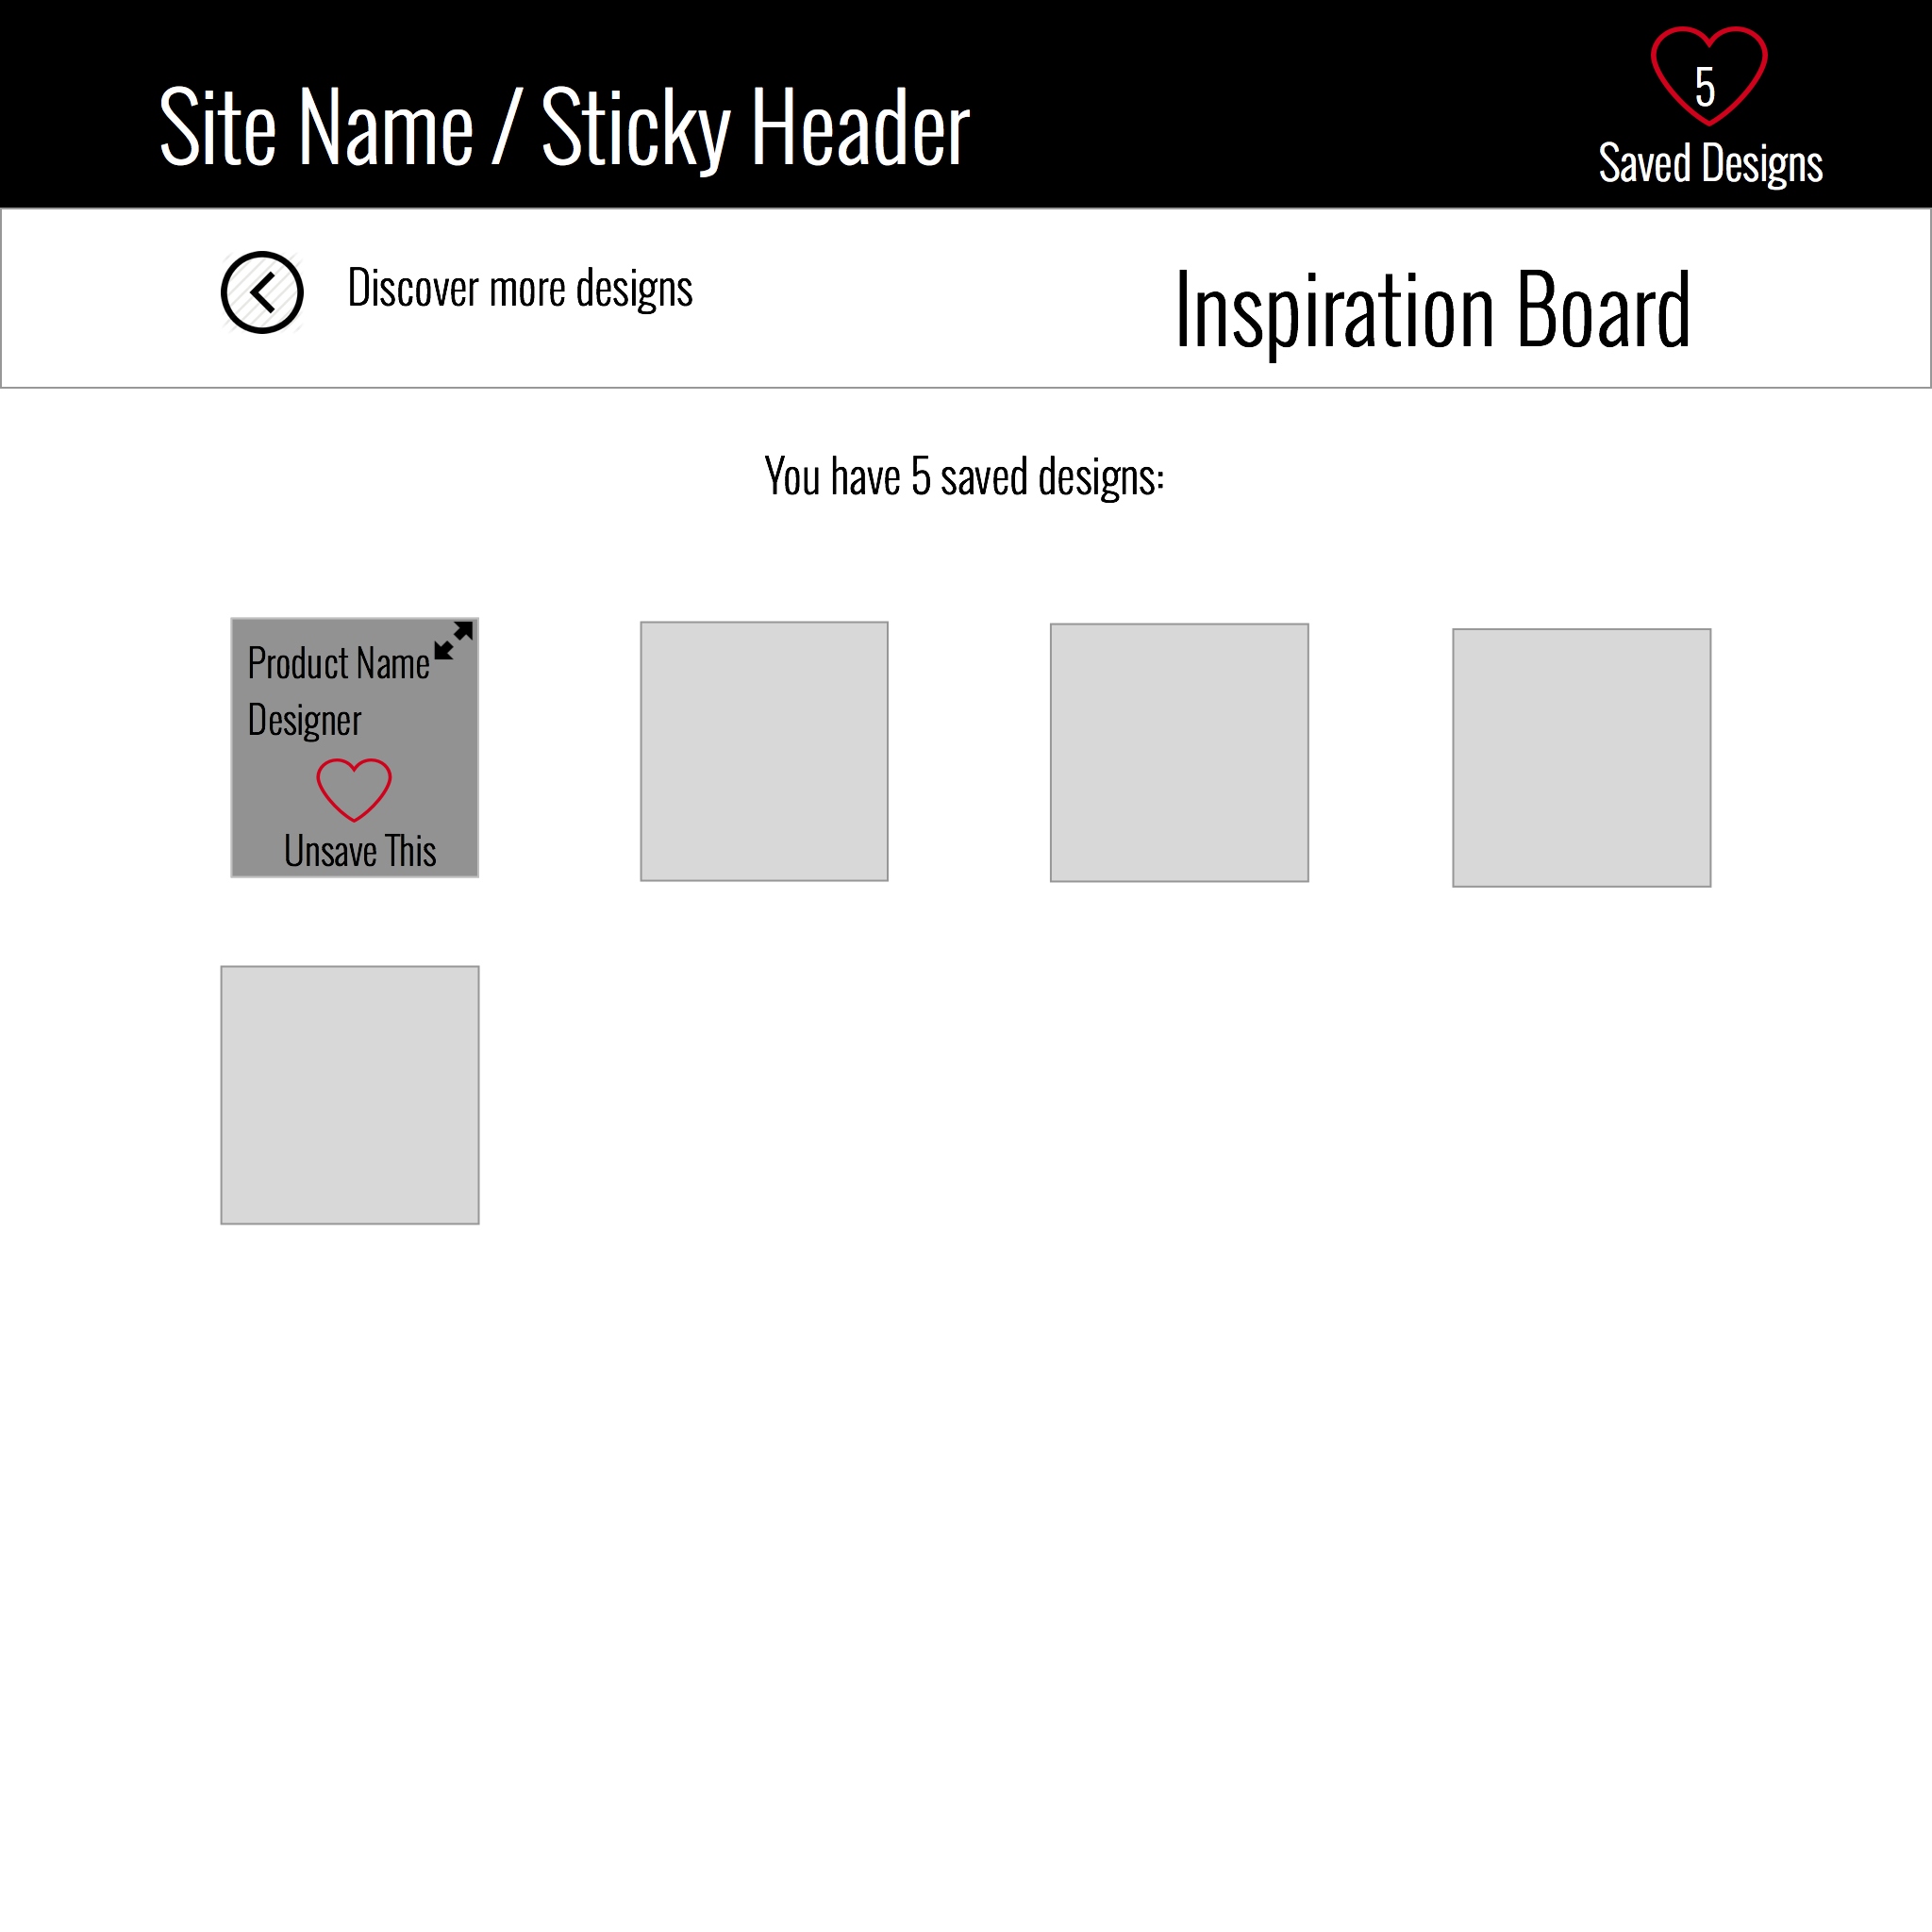 Site Name / Sticky Header
5
Saved Designs
Discover more designs
Inspiration Board
You have 5 saved designs:
Product Name
Designer
Unsave This